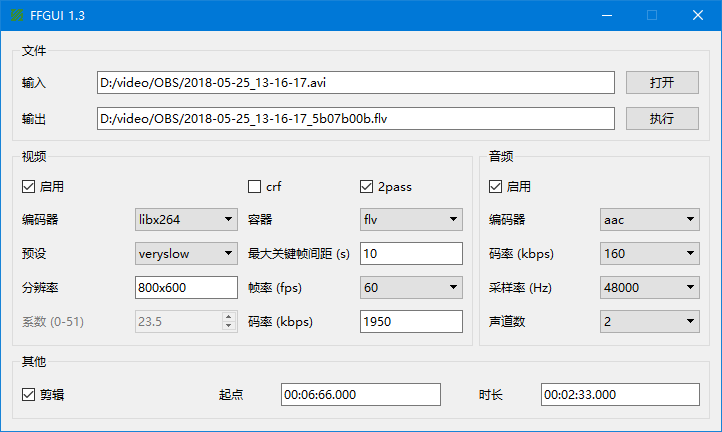 FFGUI 1.3
文件
输入 D:/video/OBS/2018-05-25_13-16-17.avi 打开
输出 D:/video/OBS/2018-05-25_13-16-17_5b07b00b.flv 执行
视频
启用 crf 2pass
编码器 libx264 容器 flv
预设 veryslow 最大关键帧间距 (s) 10
分辨率 800x600 帧率 (fps) 60
系数 (0-51) 23.5 码率 (kbps) 1950
音频
启用
编码器 aac
码率 (kbps) 160
采样率 (Hz) 48000
声道数 2
其他
剪辑 起点 00:06:66.000 时长 00:02:33.000